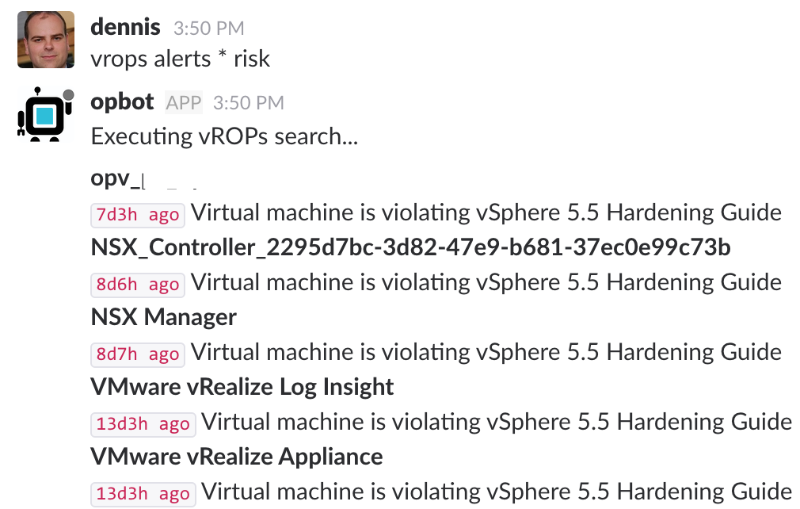 dennis 3:50 PM
vrops alerts * risk
opbot APP 3:50 PM
Executing vROPs search...
opv_
7d3h ago Virtual machine is violating vSphere 5.5 Hardening Guide
NSX_Controller_2295d7bc-3d82-47e9-b681-37ec0e99c73b
8d6h ago Virtual machine is violating vSphere 5.5 Hardening Guide
NSX Manager
8d7h ago Virtual machine is violating vSphere 5.5 Hardening Guide
VMware vRealize Log Insight
13d3h ago Virtual machine is violating vSphere 5.5 Hardening Guide
VMware vRealize Appliance
13d3h ago Virtual machine is violating vSphere 5.5 Hardening Guide